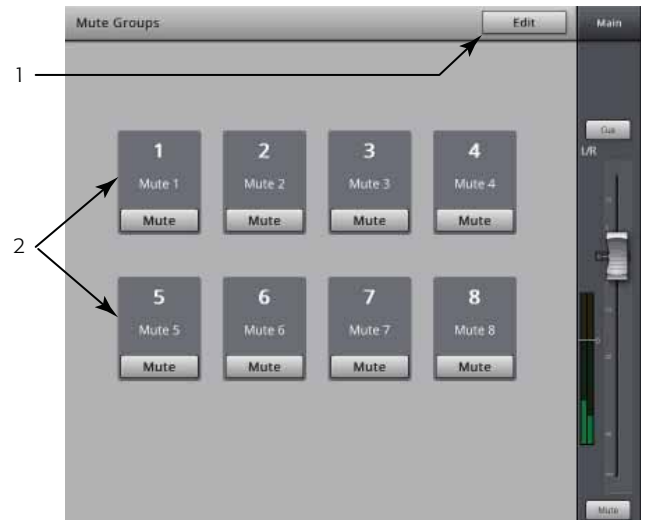 Mute Groups Edit Main
1
Cue
L/R
1 2 3 4
Mute 1 Mute 2 Mute 3 Mute 4
Mute Mute Mute Mute
2
5 6 7 8
Mute 5 Mute 6 Mute 7 Mute 8
Mute Mute Mute Mute
Mute